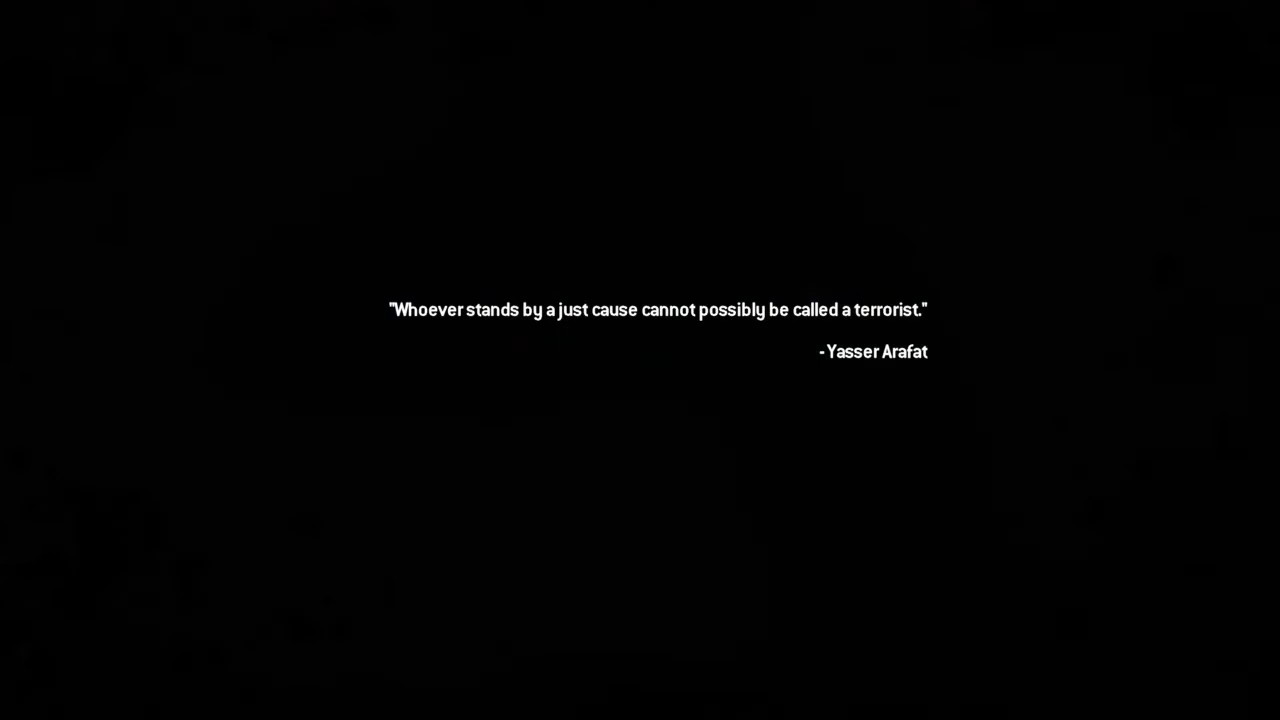 "Whoever stands by a just cause cannot possibly be called a terrorist."
- Yasser Arafat